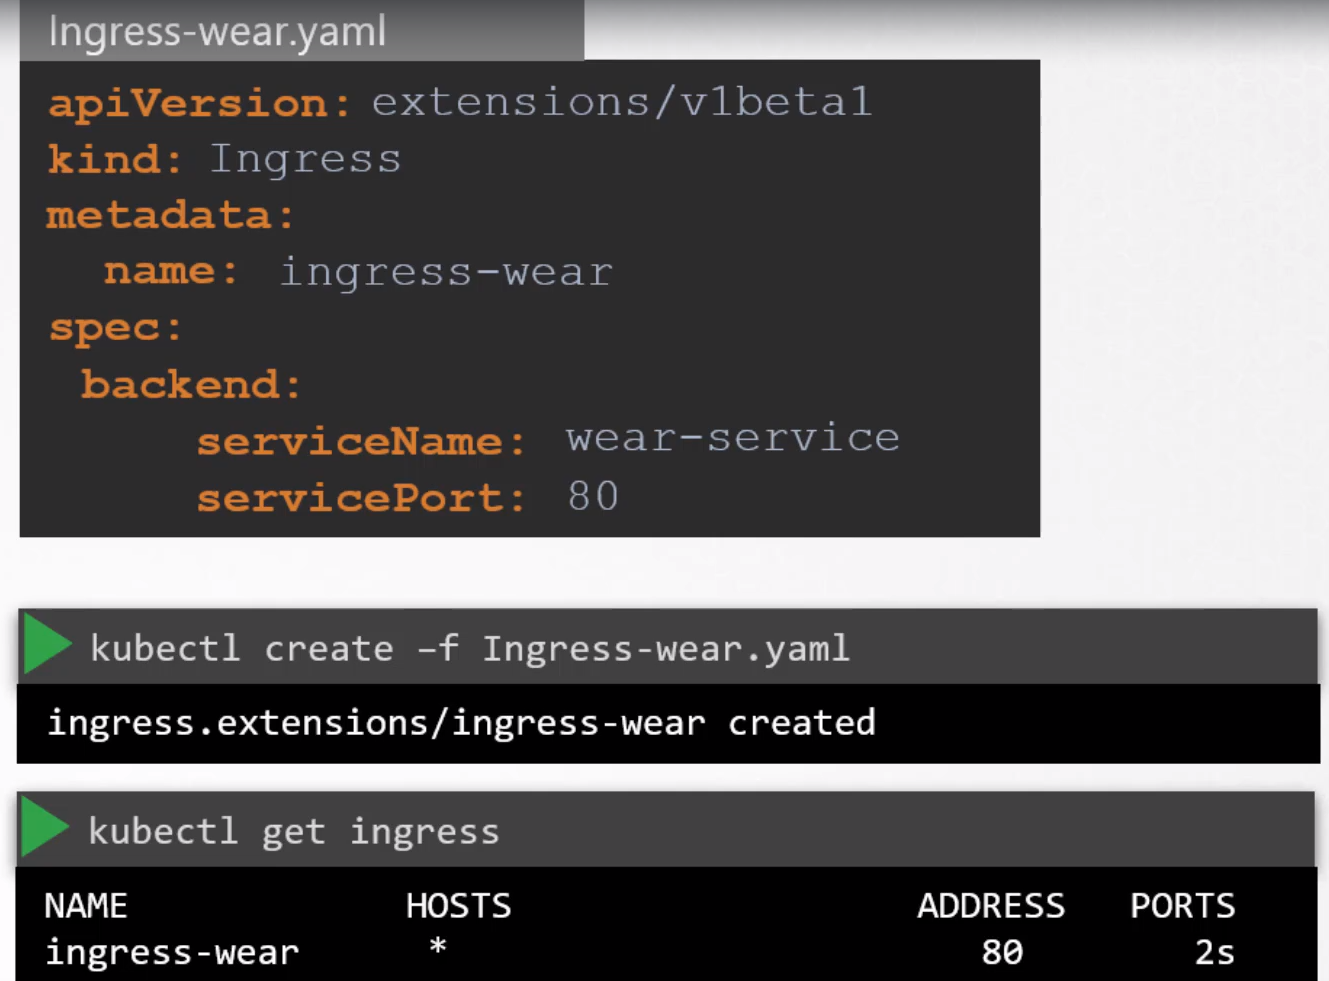 Ingress-wear.yaml
apiVersion: extensions/v1beta1
kind: Ingress
metadata:
name: ingress-wear
spec:
backend:
serviceName: wear-service
servicePort: 80
kubectl create –f Ingress-wear.yaml
ingress.extensions/ingress-wear created
kubectl get ingress
NAME HOSTS ADDRESS PORTS
ingress-wear * 80 2s